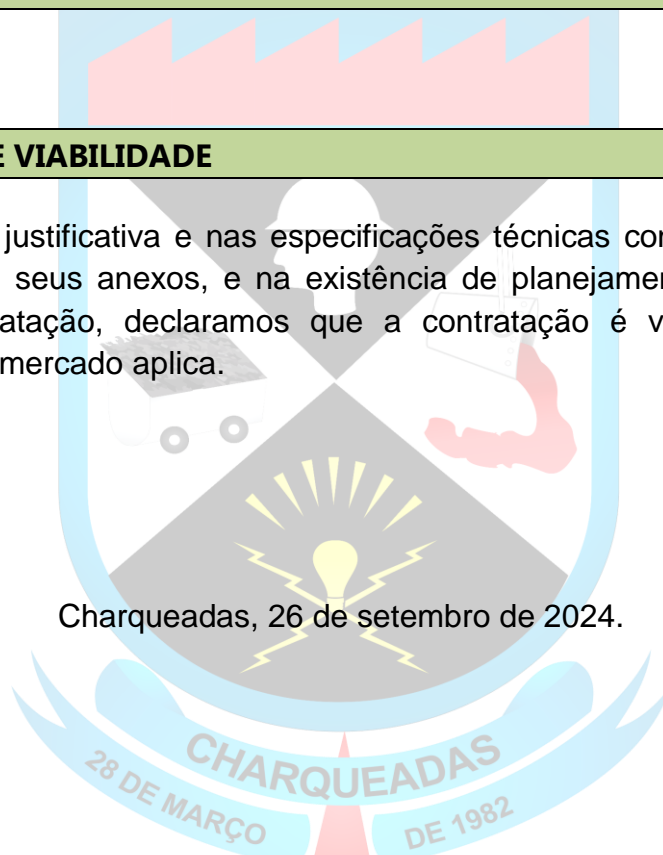 E VIABILIDADE
justificativa e nas especificações técnicas con
seus anexos, e na existência de planejamen
atação, declaramos que a contratação é v
mercado aplica.
Charqueadas, 26 de setembro de 2024.
CHARQUEADAS
28 DE MARÇO DE 1982